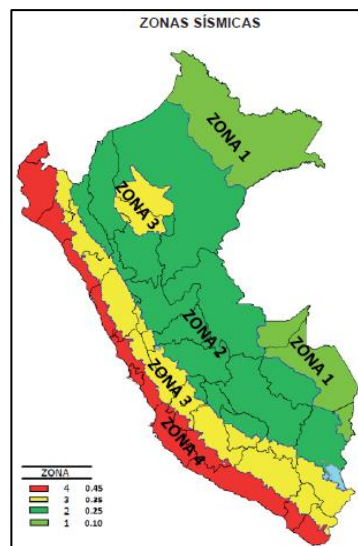 ZONAS SÍSMICAS
ZONA 1
ZONA 3
ZONA 2
ZONA 1
ZONA 3
ZONA 4
ZONA
4 0.45
3 0.35
2 0.25
1 0.10